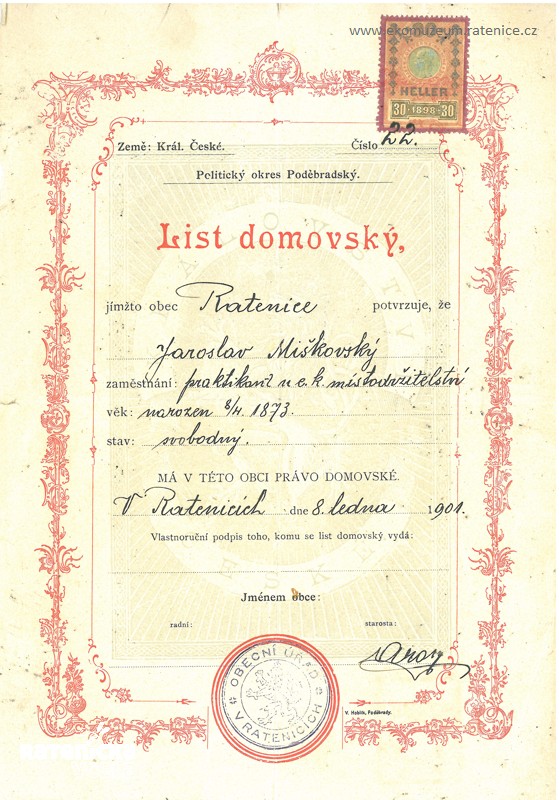 www.ekomuzeum.ratenice.cz
HELLER
30 · 1898 · 30
Země: Král. České.
Číslo 22.
Politický okres Poděbradský.
List domovský,
jímžto obec Ratenice potvrzuje, že
Jaroslav Miškovský
zaměstnání: praktikant u c. k. místodržitelství
věk: narozen 8/4. 1873.
stav: svobodný.
MÁ V TÉTO OBCI PRÁVO DOMOVSKÉ.
V Ratenicích dne 8. ledna 1901.
Vlastnoruční podpis toho, komu se list domovský vydá:
Jménem obce:
radní: starosta:
OBECNÍ ÚŘAD
V RATENICÍCH
V. Hoblík, Poděbrady.